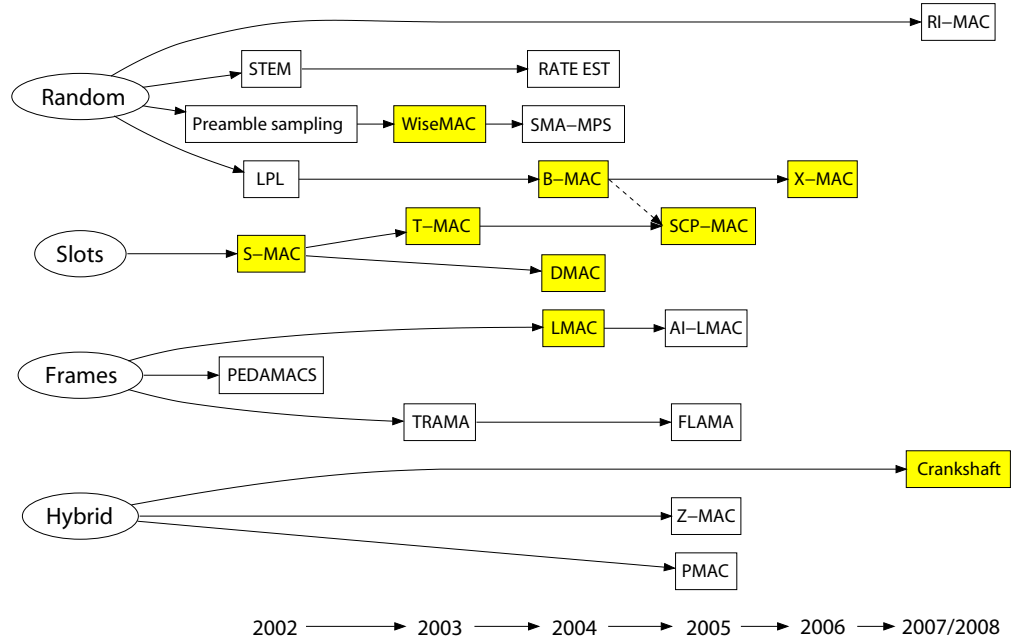 RI−MAC
STEM
RATE EST
Random
Preamble sampling
WiseMAC
SMA−MPS
LPL
B−MAC
X−MAC
T−MAC
SCP−MAC
Slots
S−MAC
DMAC
LMAC
AI−LMAC
Frames
PEDAMACS
TRAMA
FLAMA
Crankshaft
Hybrid
Z−MAC
PMAC
2002
2003
2004
2005
2006
2007/2008